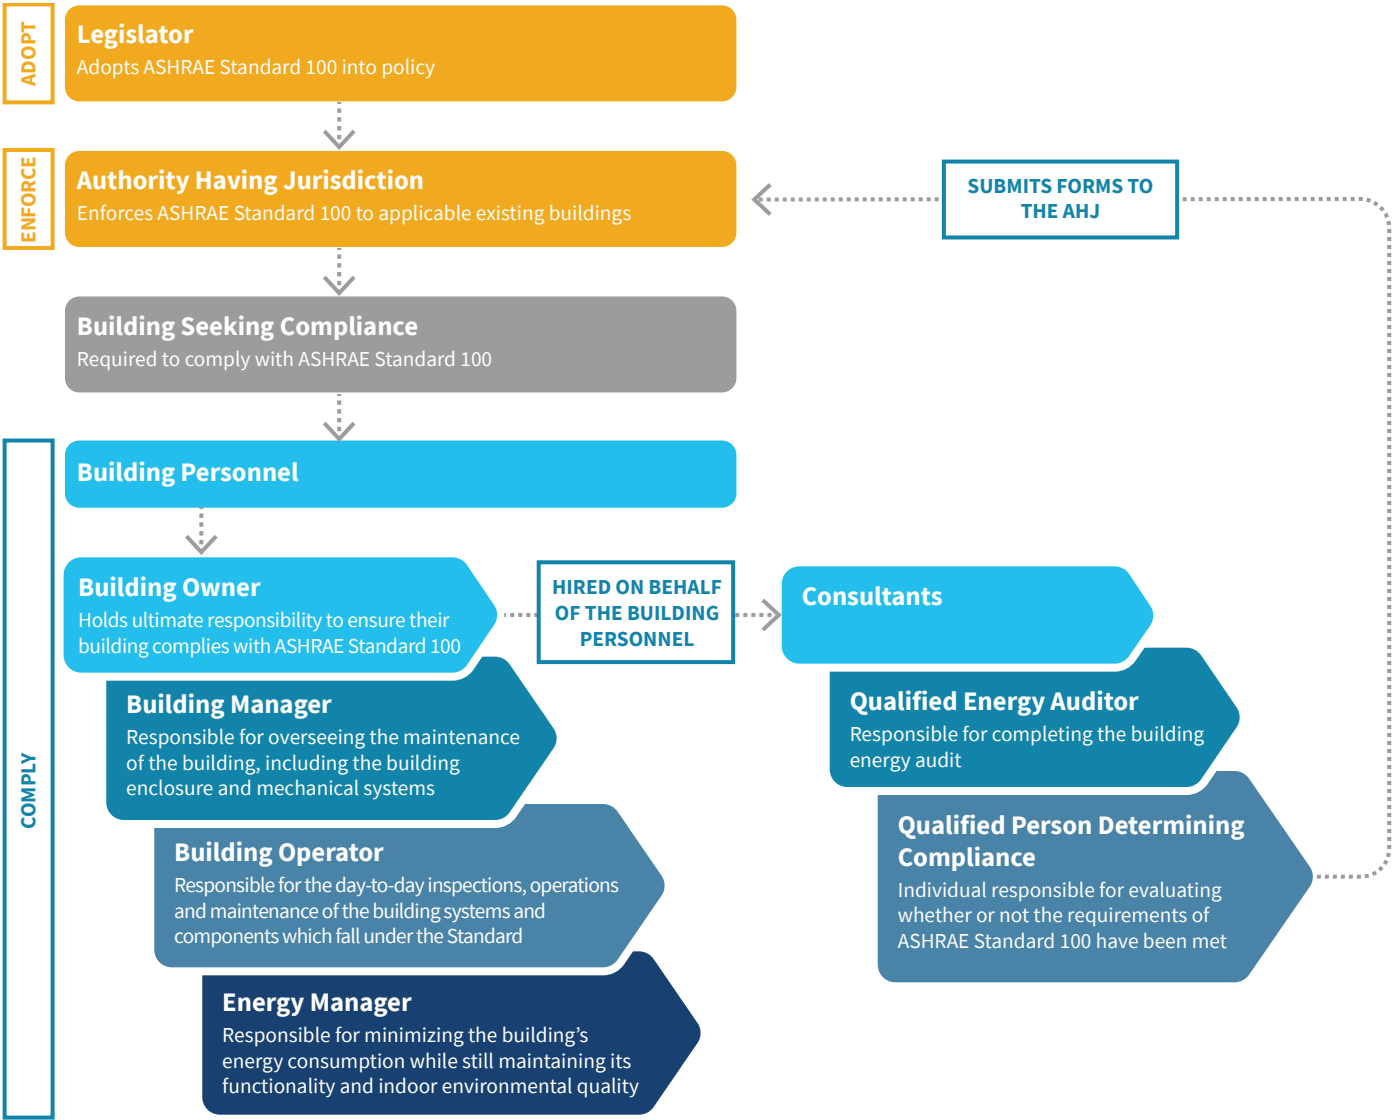 ADOPT
Legislator
Adopts ASHRAE Standard 100 into policy
ENFORCE
Authority Having Jurisdiction
Enforces ASHRAE Standard 100 to applicable existing buildings
SUBMITS FORMS TO
THE AHJ
Building Seeking Compliance
Required to comply with ASHRAE Standard 100
COMPLY
Building Personnel
Building Owner
Holds ultimate responsibility to ensure their
building complies with ASHRAE Standard 100
HIRED ON BEHALF
OF THE BUILDING
PERSONNEL
Consultants
Building Manager
Responsible for overseeing the maintenance
of the building, including the building
enclosure and mechanical systems
Qualified Energy Auditor
Responsible for completing the building
energy audit
Building Operator
Responsible for the day-to-day inspections, operations
and maintenance of the building systems and
components which fall under the Standard
Qualified Person Determining
Compliance
Individual responsible for evaluating
whether or not the requirements of
ASHRAE Standard 100 have been met
Energy Manager
Responsible for minimizing the building’s
energy consumption while still maintaining its
functionality and indoor environmental quality